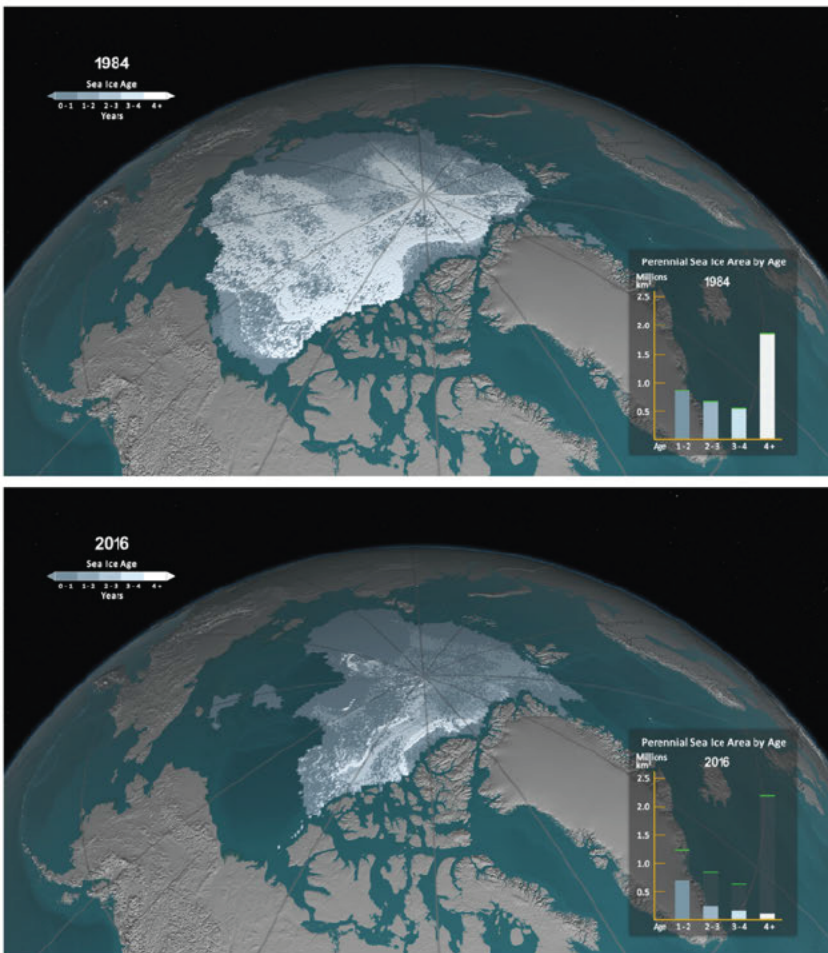 1984
Sea Ice Age
0-1 1-2 2-3 3-4 4+
Years
Perennial Sea Ice Area by Age
Millions
km²
1984
2.5
2.0
1.5
1.0
0.5
Age 1-2 2-3 3-4 4+
2016
Sea Ice Age
0-1 1-2 2-3 3-4 4+
Years
Perennial Sea Ice Area by Age
Millions
km²
2016
2.5
2.0
1.5
1.0
0.5
Age 1-2 2-3 3-4 4+